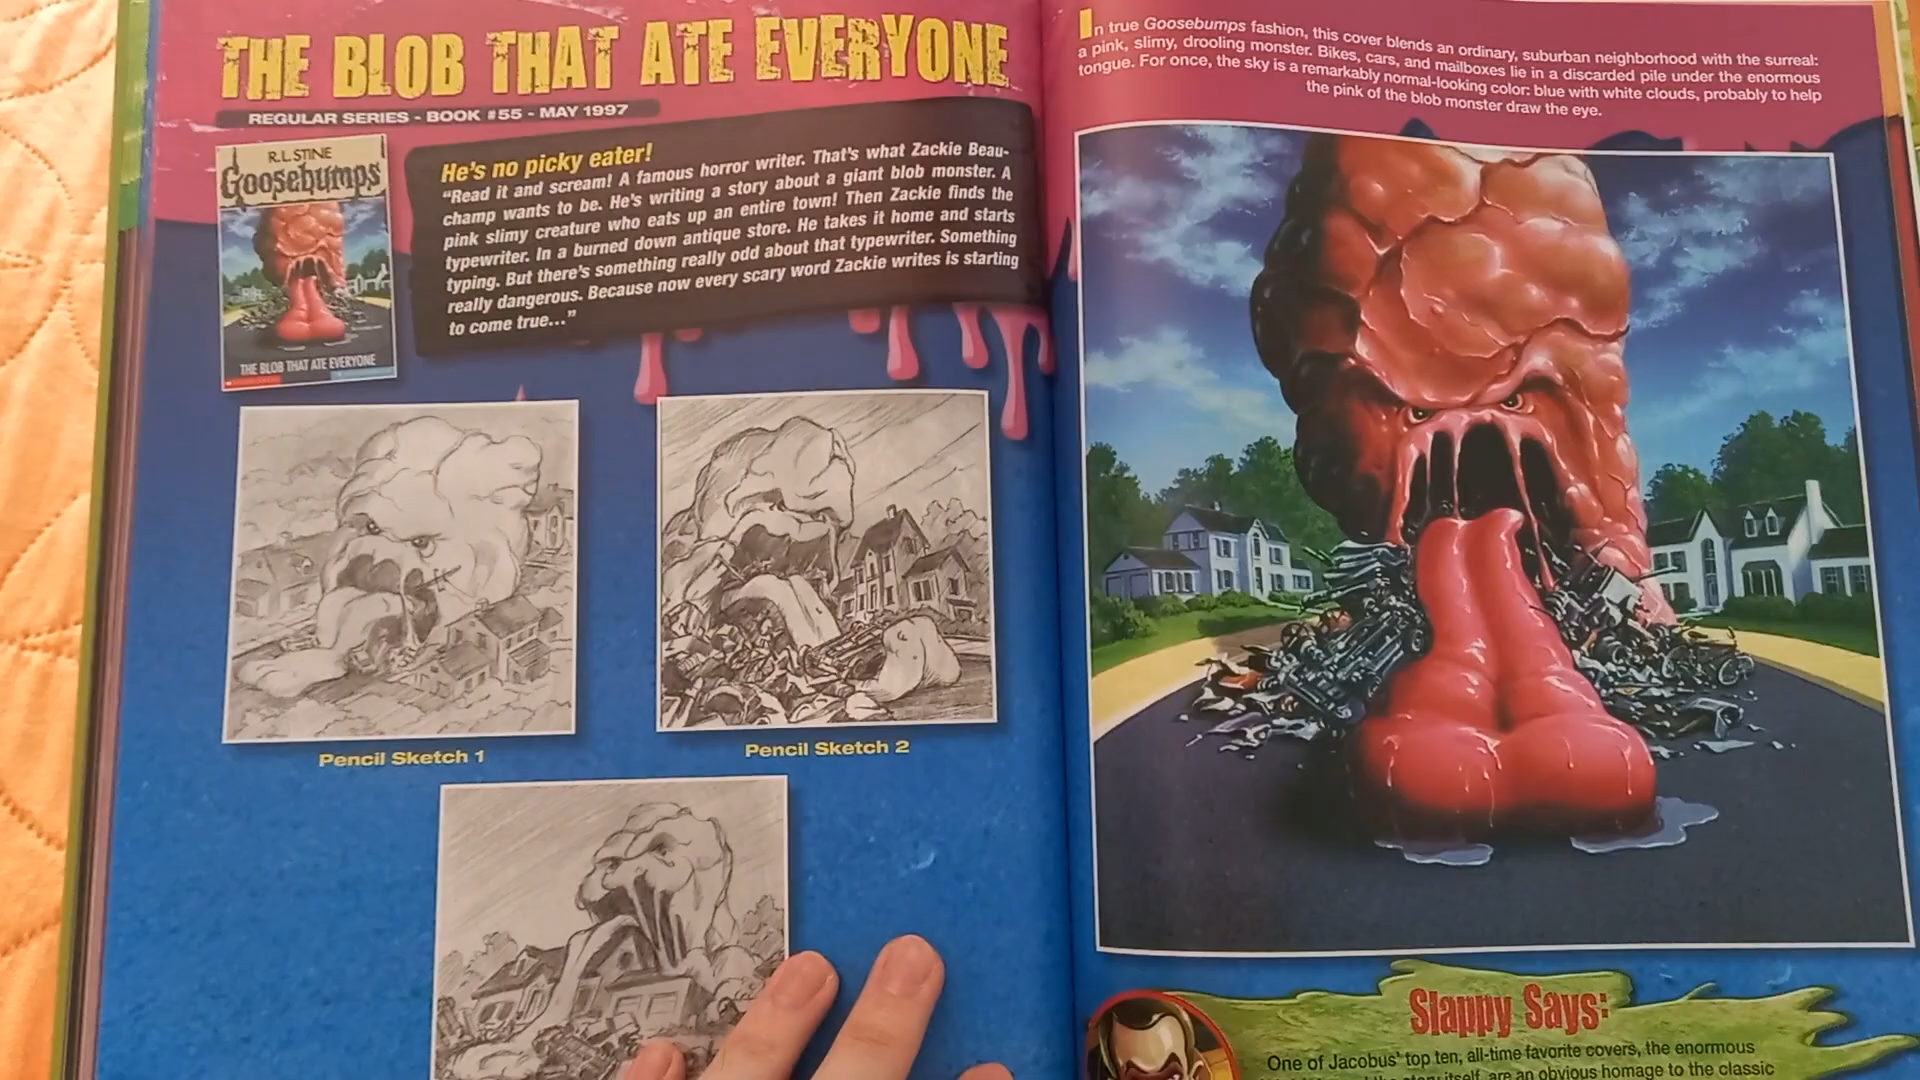 THE BLOB THAT ATE EVERYONE
REGULAR SERIES - BOOK #55 - MAY 1997
R.L. STINE
Goosebumps
THE BLOB THAT ATE EVERYONE
He's no picky eater!
"Read it and scream! A famous horror writer. That's what Zackie Beau-
champ wants to be. He's writing a story about a giant blob monster. A
pink slimy creature who eats up an entire town! Then Zackie finds the
typewriter. In a burned down antique store. He takes it home and starts
typing. But there's something really odd about that typewriter. Something
really dangerous. Because now every scary word Zackie writes is starting
to come true..."
Pencil Sketch 1
Pencil Sketch 2
In true Goosebumps fashion, this cover blends an ordinary, suburban neighborhood with the surreal:
a pink, slimy, drooling monster. Bikes, cars, and mailboxes lie in a discarded pile under the enormous
tongue. For once, the sky is a remarkably normal-looking color: blue with white clouds, probably to help
the pink of the blob monster draw the eye.
Slappy Says:
One of Jacobus' top ten, all-time favorite covers, the enormous
itself, are an obvious homage to the classic